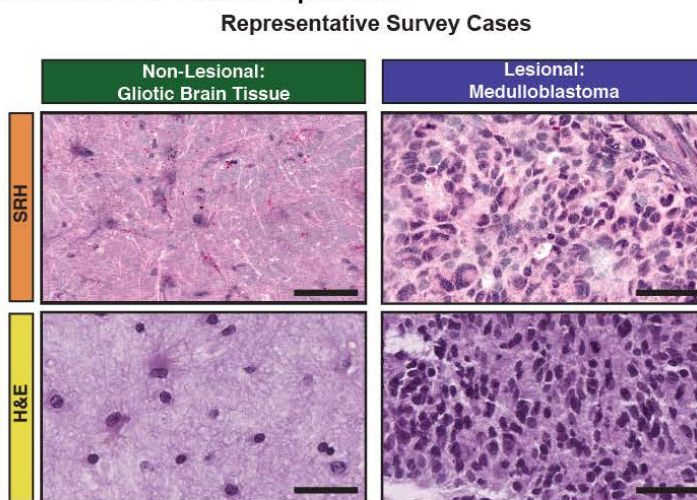 Representative Survey Cases
Non-Lesional:
Gliotic Brain Tissue
Lesional:
Medulloblastoma
SRH
H&E